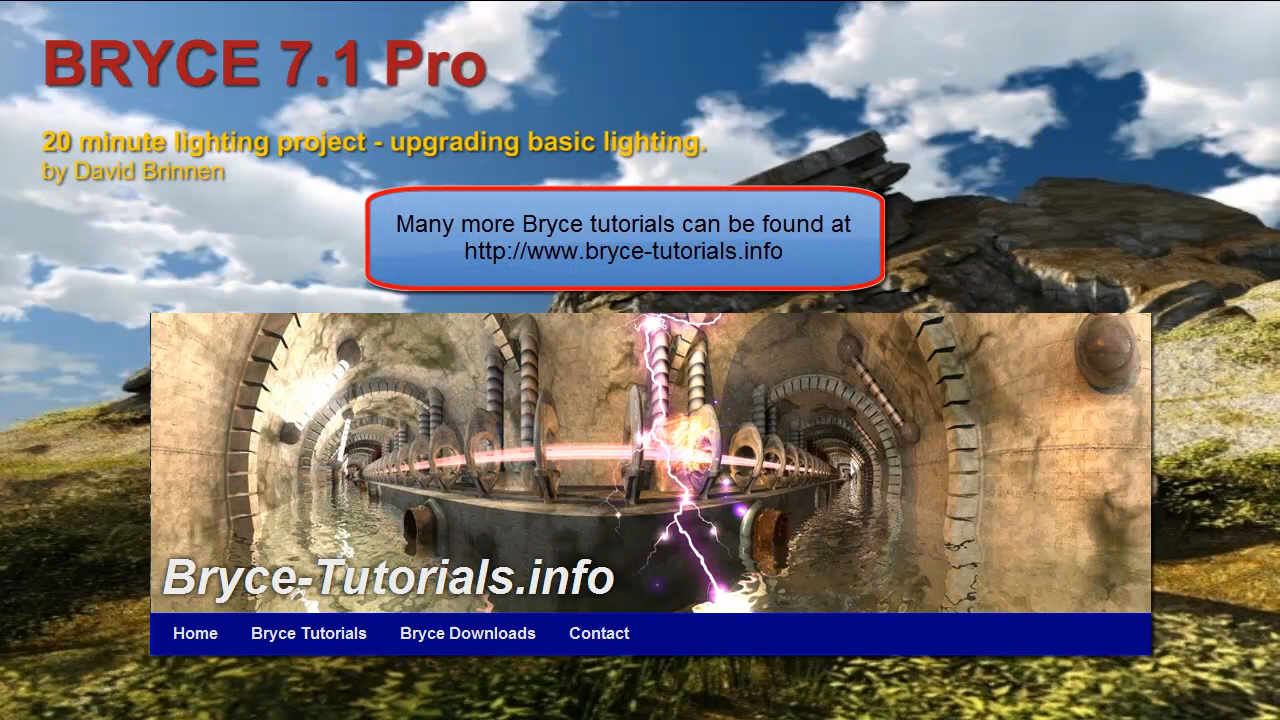 BRYCE 7.1 Pro
20 minute lighting project - upgrading basic lighting.
by David Brinnen
Many more Bryce tutorials can be found at
http://www.bryce-tutorials.info
Bryce-Tutorials.info
Home Bryce Tutorials Bryce Downloads Contact